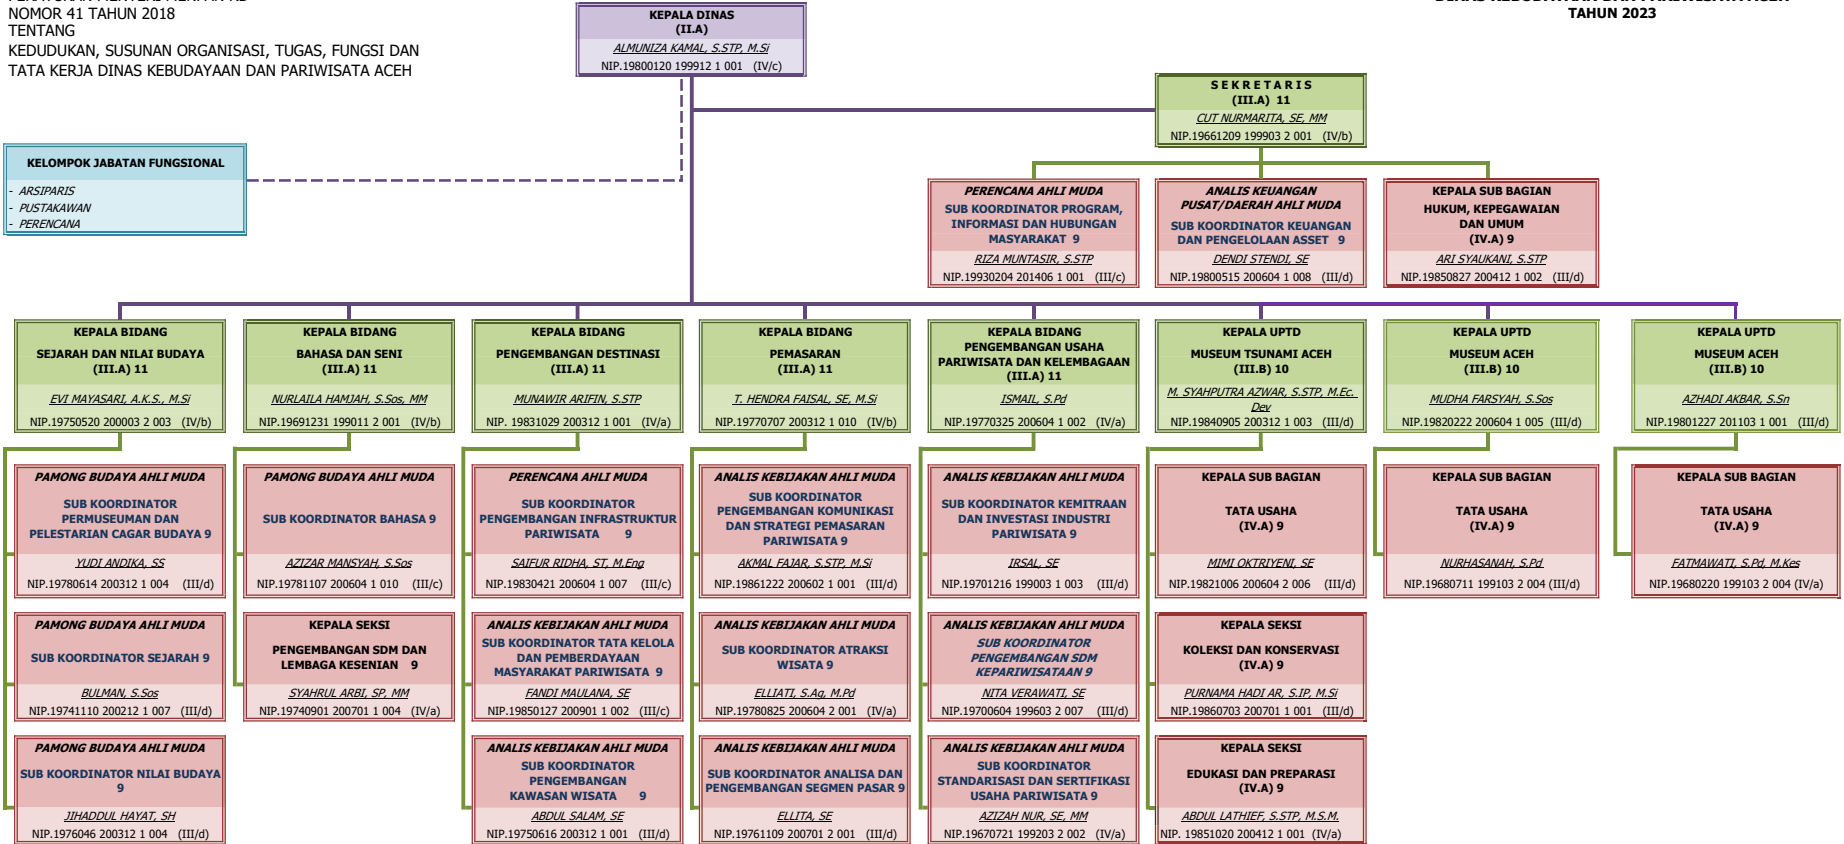 NOMOR 41 TAHUN 2018
TENTANG
KEDUDUKAN, SUSUNAN ORGANISASI, TUGAS, FUNGSI DAN
TATA KERJA DINAS KEBUDAYAAN DAN PARIWISATA ACEH
TAHUN 2023
KEPALA DINAS
(II.A)
ALMUNIZA KAMAL, S.STP, M.Si
NIP.19800120 199912 1 001 (IV/c)
S E K R E T A R I S
(III.A) 11
CUT NURMARITA, SE, MM
NIP.19661209 199903 2 001 (IV/b)
KELOMPOK JABATAN FUNGSIONAL
- ARSIPARIS
- PUSTAKAWAN
- PERENCANA
PERENCANA AHLI MUDA
SUB KOORDINATOR PROGRAM,
INFORMASI DAN HUBUNGAN
MASYARAKAT 9
RIZA MUNTASIR, S.STP
NIP.19930204 201406 1 001 (III/c)
ANALIS KEUANGAN
PUSAT/DAERAH AHLI MUDA
SUB KOORDINATOR KEUANGAN
DAN PENGELOLAAN ASSET 9
DENDI STENDI, SE
NIP.19800515 200604 1 008 (III/d)
KEPALA SUB BAGIAN
HUKUM, KEPEGAWAIAN
DAN UMUM
(IV.A) 9
ARI SYAUKANI, S.STP
NIP.19850827 200412 1 002 (III/d)
KEPALA BIDANG
SEJARAH DAN NILAI BUDAYA
(III.A) 11
EVI MAYASARI, A.K.S., M.Si
NIP.19750520 200003 2 003 (IV/b)
KEPALA BIDANG
BAHASA DAN SENI
(III.A) 11
NURLAILA HAMJAH, S.Sos, MM
NIP.19691231 199011 2 001 (IV/b)
KEPALA BIDANG
PENGEMBANGAN DESTINASI
(III.A) 11
MUNAWIR ARIFIN, S.STP
NIP. 19831029 200312 1 001 (IV/a)
KEPALA BIDANG
PEMASARAN
(III.A) 11
T. HENDRA FAISAL, SE, M.Si
NIP.19770707 200312 1 010 (IV/b)
KEPALA BIDANG
PENGEMBANGAN USAHA
PARIWISATA DAN KELEMBAGAAN
(III.A) 11
ISMAIL, S.Pd
NIP.19770325 200604 1 002 (IV/a)
KEPALA UPTD
MUSEUM TSUNAMI ACEH
(III.B) 10
M. SYAHPUTRA AZWAR, S.STP, M.Ec.
Dev
NIP.19840905 200312 1 003 (III/d)
KEPALA UPTD
MUSEUM ACEH
(III.B) 10
MUDHA FARSYAH, S.Sos
NIP.19820222 200604 1 005 (III/d)
KEPALA UPTD
MUSEUM ACEH
(III.B) 10
AZHADI AKBAR, S.Sn
NIP.19801227 201103 1 001 (III/d)
PAMONG BUDAYA AHLI MUDA
SUB KOORDINATOR
PERMUSEUMAN DAN
PELESTARIAN CAGAR BUDAYA 9
YUDI ANDIKA, SS
NIP.19780614 200312 1 004 (III/d)
PAMONG BUDAYA AHLI MUDA
SUB KOORDINATOR BAHASA 9
AZIZAR MANSYAH, S.Sos
NIP.19781107 200604 1 010 (III/c)
PERENCANA AHLI MUDA
SUB KOORDINATOR
PENGEMBANGAN INFRASTRUKTUR
PARIWISATA 9
SAIFUR RIDHA, ST, M.Eng
NIP.19830421 200604 1 007 (III/c)
ANALIS KEBIJAKAN AHLI MUDA
SUB KOORDINATOR
PENGEMBANGAN KOMUNIKASI
DAN STRATEGI PEMASARAN
PARIWISATA 9
AKMAL FAJAR, S.STP, M.Si
NIP.19861222 200602 1 001 (III/d)
ANALIS KEBIJAKAN AHLI MUDA
SUB KOORDINATOR KEMITRAAN
DAN INVESTASI INDUSTRI
PARIWISATA 9
IRSAL, SE
NIP.19701216 199003 1 003 (III/d)
KEPALA SUB BAGIAN
TATA USAHA
(IV.A) 9
MIMI OKTRIYENI, SE
NIP.19821006 200604 2 006 (III/d)
KEPALA SUB BAGIAN
TATA USAHA
(IV.A) 9
NURHASANAH, S.Pd
NIP.19680711 199103 2 004 (III/d)
KEPALA SUB BAGIAN
TATA USAHA
(IV.A) 9
FATMAWATI, S.Pd, M.Kes
NIP.19680220 199103 2 004 (IV/a)
PAMONG BUDAYA AHLI MUDA
SUB KOORDINATOR SEJARAH 9
BULMAN, S.Sos
NIP.19741110 200212 1 007 (III/d)
KEPALA SEKSI
PENGEMBANGAN SDM DAN
LEMBAGA KESENIAN 9
SYAHRUL ARBI, SP, MM
NIP.19740901 200701 1 004 (IV/a)
ANALIS KEBIJAKAN AHLI MUDA
SUB KOORDINATOR TATA KELOLA
DAN PEMBERDAYAAN
MASYARAKAT PARIWISATA 9
FANDI MAULANA, SE
NIP.19850127 200901 1 002 (III/c)
ANALIS KEBIJAKAN AHLI MUDA
SUB KOORDINATOR ATRAKSI
WISATA 9
ELLIATI, S.Ag, M.Pd
NIP.19780825 200604 2 001 (IV/a)
ANALIS KEBIJAKAN AHLI MUDA
SUB KOORDINATOR
PENGEMBANGAN SDM
KEPARIWISATAAN 9
NITA VERAWATI, SE
NIP.19700604 199603 2 007 (III/d)
KEPALA SEKSI
KOLEKSI DAN KONSERVASI
(IV.A) 9
PURNAMA HADI AR, S.IP, M.Si
NIP.19860703 200701 1 001 (III/d)
PAMONG BUDAYA AHLI MUDA
SUB KOORDINATOR NILAI BUDAYA
9
JIHADDUL HAYAT, SH
NIP.1976046 200312 1 004 (III/d)
ANALIS KEBIJAKAN AHLI MUDA
SUB KOORDINATOR
PENGEMBANGAN
KAWASAN WISATA 9
ABDUL SALAM, SE
NIP.19750616 200312 1 001 (III/d)
ANALIS KEBIJAKAN AHLI MUDA
SUB KOORDINATOR ANALISA DAN
PENGEMBANGAN SEGMEN PASAR 9
ELLITA, SE
NIP.19761109 200701 2 001 (III/d)
ANALIS KEBIJAKAN AHLI MUDA
SUB KOORDINATOR
STANDARISASI DAN SERTIFIKASI
USAHA PARIWISATA 9
AZIZAH NUR, SE, MM
NIP.19670721 199203 2 002 (IV/a)
KEPALA SEKSI
EDUKASI DAN PREPARASI
(IV.A) 9
ABDUL LATHIEF, S.STP, M.S.M.
NIP. 19851020 200412 1 001 (IV/a)